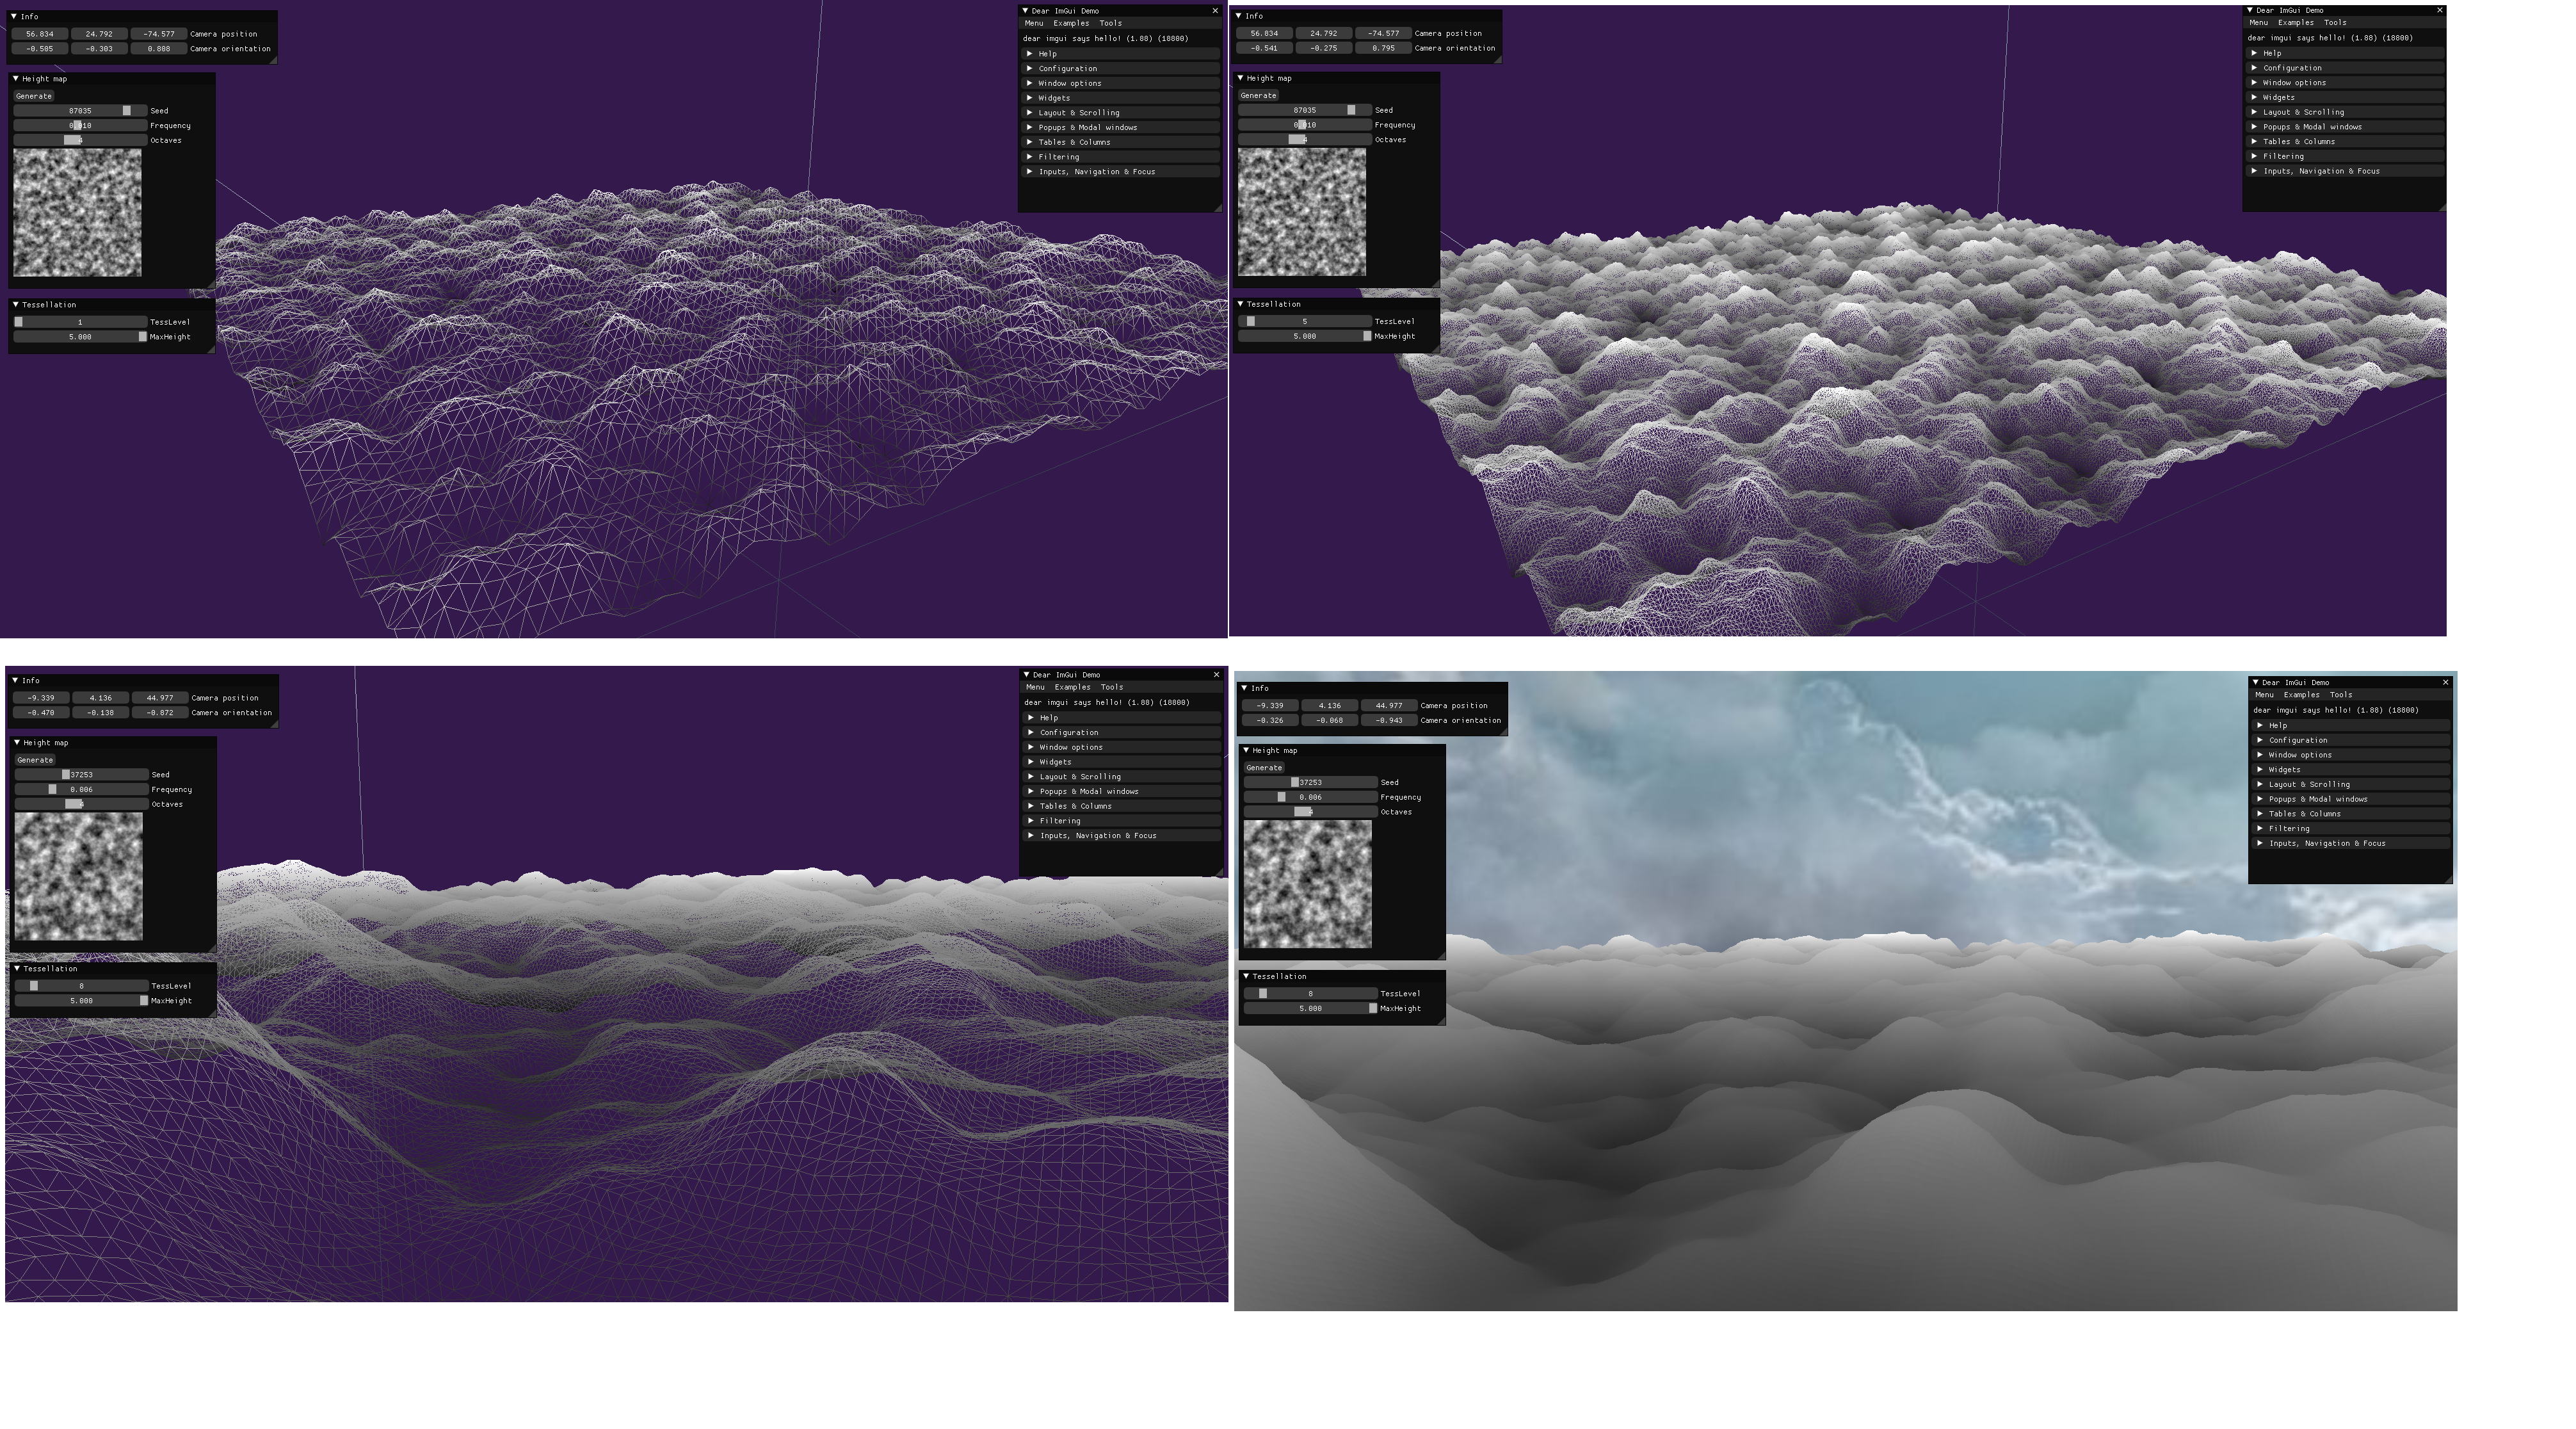 Info
56.834 24.792 -74.577 Camera position
-0.505 -0.303 0.808 Camera orientation
Height map
Generate
87035 Seed
0.010 Frequency
4 Octaves
Tessellation
1 TessLevel
5.000 MaxHeight
Dear ImGui Demo
Menu Examples Tools
dear imgui says hello! (1.88) (18800)
Help
Configuration
Window options
Widgets
Layout & Scrolling
Popups & Modal windows
Tables & Columns
Filtering
Inputs, Navigation & Focus
Info
56.834 24.792 -74.577 Camera position
-0.541 -0.275 0.795 Camera orientation
Height map
Generate
87035 Seed
0.010 Frequency
4 Octaves
Tessellation
5 TessLevel
5.000 MaxHeight
Dear ImGui Demo
Menu Examples Tools
dear imgui says hello! (1.88) (18800)
Help
Configuration
Window options
Widgets
Layout & Scrolling
Popups & Modal windows
Tables & Columns
Filtering
Inputs, Navigation & Focus
Info
-9.339 4.136 44.977 Camera position
-0.470 -0.138 -0.872 Camera orientation
Height map
Generate
37253 Seed
0.006 Frequency
4 Octaves
Tessellation
8 TessLevel
5.000 MaxHeight
Dear ImGui Demo
Menu Examples Tools
dear imgui says hello! (1.88) (18800)
Help
Configuration
Window options
Widgets
Layout & Scrolling
Popups & Modal windows
Tables & Columns
Filtering
Inputs, Navigation & Focus
Info
-9.339 4.136 44.977 Camera position
-0.326 -0.068 -0.943 Camera orientation
Height map
Generate
37253 Seed
0.006 Frequency
4 Octaves
Tessellation
8 TessLevel
5.000 MaxHeight
Dear ImGui Demo
Menu Examples Tools
dear imgui says hello! (1.88) (18800)
Help
Configuration
Window options
Widgets
Layout & Scrolling
Popups & Modal windows
Tables & Columns
Filtering
Inputs, Navigation & Focus